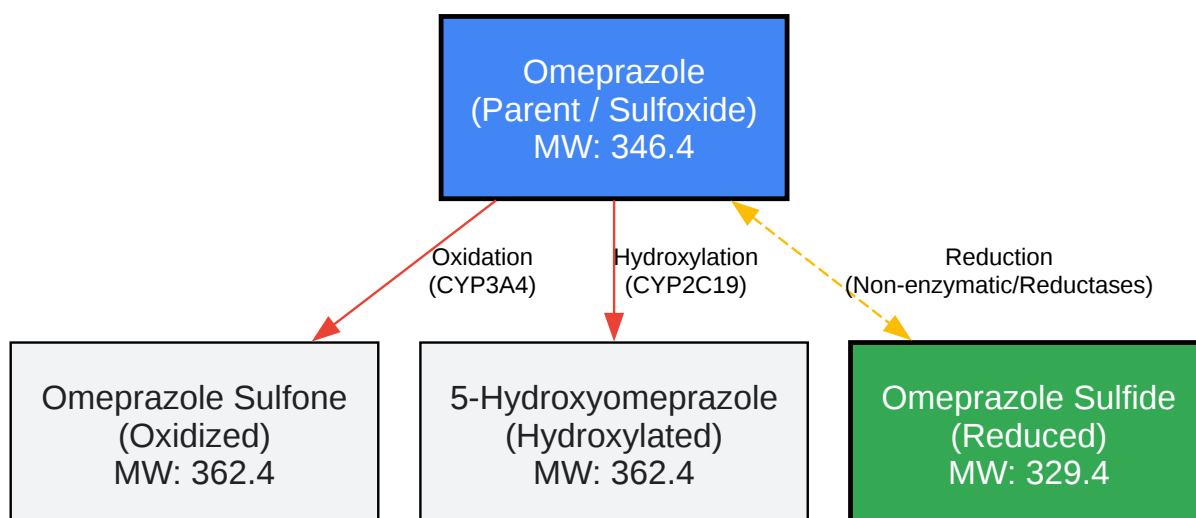 Omeprazole
(Parent / Sulfoxide)
MW: 346.4
Oxidation
(CYP3A4)
Hydroxylation
(CYP2C19)
Reduction
(Non-enzymatic/Reductases)
Omeprazole Sulfone
(Oxidized)
MW: 362.4
5-Hydroxyomeprazole
(Hydroxylated)
MW: 362.4
Omeprazole Sulfide
(Reduced)
MW: 329.4